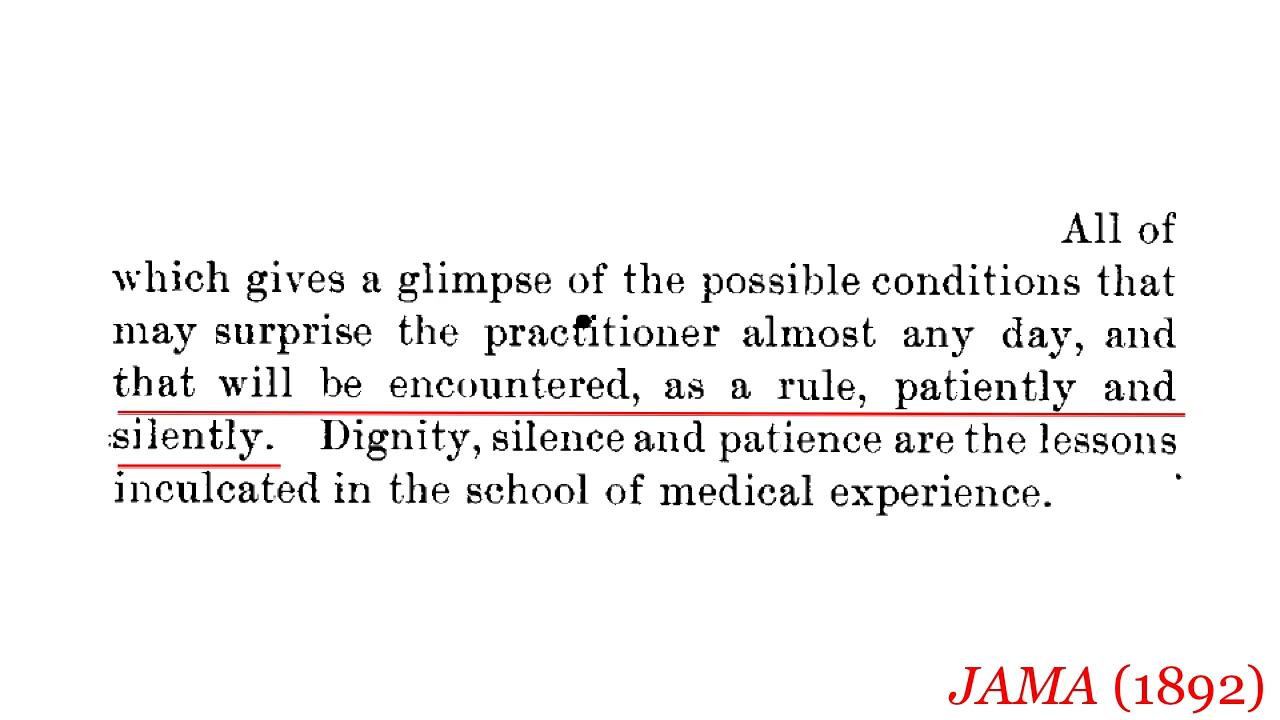 All of
which gives a glimpse of the possible conditions that
may surprise the practitioner almost any day, and
that will be encountered, as a rule, patiently and
silently. Dignity, silence and patience are the lessons
inculcated in the school of medical experience.
JAMA (1892)